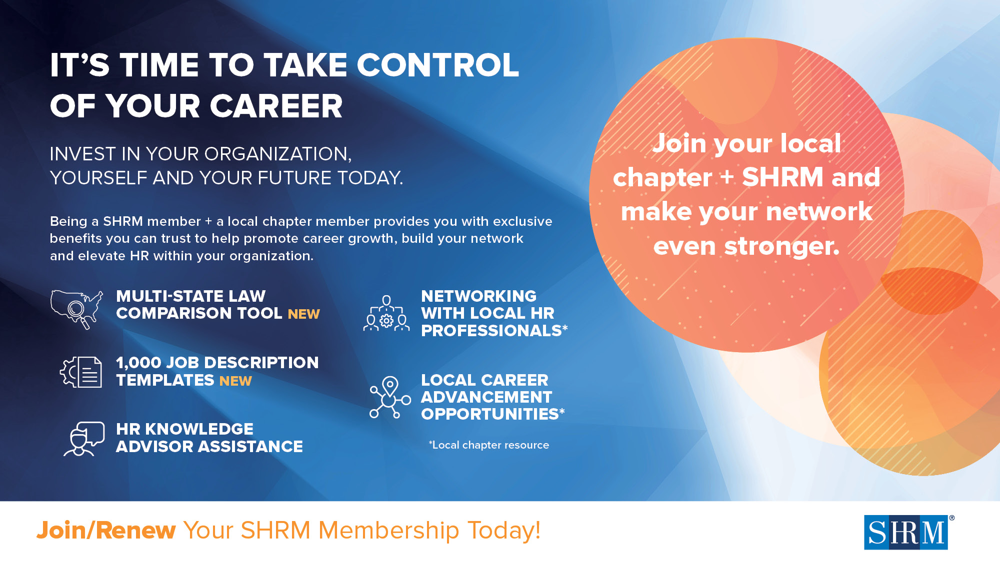 IT’S TIME TO TAKE CONTROL
OF YOUR CAREER
INVEST IN YOUR ORGANIZATION,
YOURSELF AND YOUR FUTURE TODAY.
Being a SHRM member + a local chapter member provides you with exclusive
benefits you can trust to help promote career growth, build your network
and elevate HR within your organization.
MULTI-STATE LAW
COMPARISON TOOL NEW
1,000 JOB DESCRIPTION
TEMPLATES NEW
HR KNOWLEDGE
ADVISOR ASSISTANCE
NETWORKING
WITH LOCAL HR
PROFESSIONALS*
LOCAL CAREER
ADVANCEMENT
OPPORTUNITIES*
*Local chapter resource
Join your local
chapter + SHRM and
make your network
even stronger.
Join/Renew Your SHRM Membership Today!
SHRM®